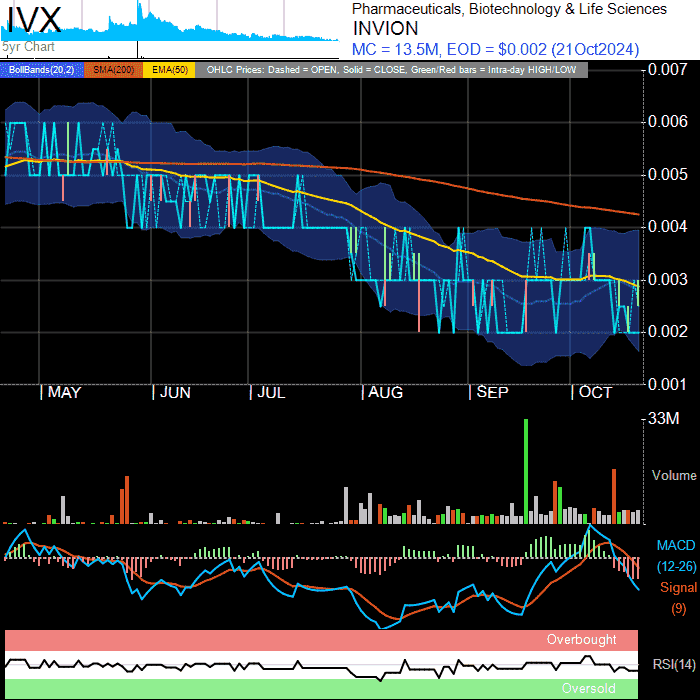 IVX
5yr Chart
Pharmaceuticals, Biotechnology & Life Sciences
INVION
MC = 13.5M, EOD = $0.002 (21Oct2024)
BollBands(20,2) SMA(200) EMA(50) OHLC Prices: Dashed = OPEN, Solid = CLOSE, Green/Red bars = Intra-day HIGH/LOW
0.007
0.006
0.005
0.004
0.003
0.002
0.001
MAY JUN JUL AUG SEP OCT
33M
Volume
MACD
(12-26)
Signal
(9)
Overbought
RSI(14)
Oversold